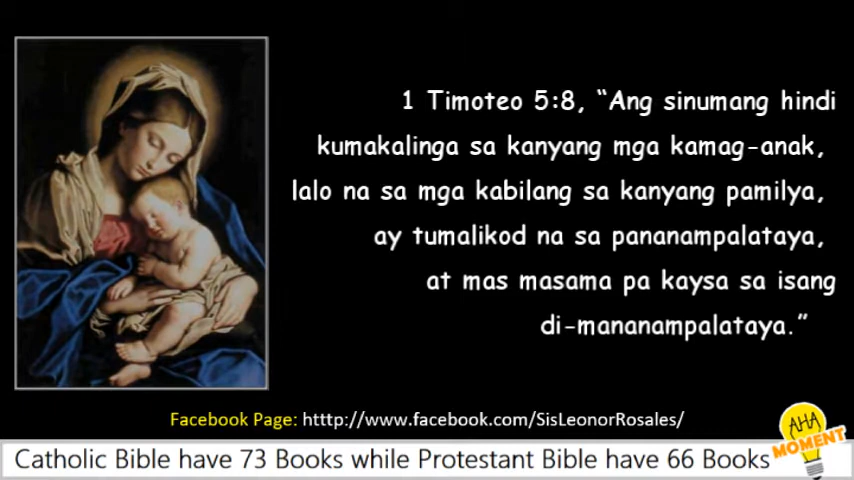 1 Timoteo 5:8, “Ang sinumang hindi
kumakalinga sa kanyang mga kamag-anak,
lalo na sa mga kabilang sa kanyang pamilya,
ay tumalikod na sa pananampalataya,
at mas masama pa kaysa sa isang
di-mananampalataya.”
Facebook Page: htttp://www.facebook.com/SisLeonorRosales/
AHA
MOMENT
Catholic Bible have 73 Books while Protestant Bible have 66 Books